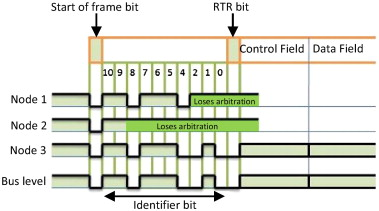 Start of frame bit
RTR bit
Control Field
Data Field
10 9 8 7 6 5 4 2 1 0
Node 1
Loses arbitration
Node 2
Loses arbitration
Node 3
Bus level
Identifier bit